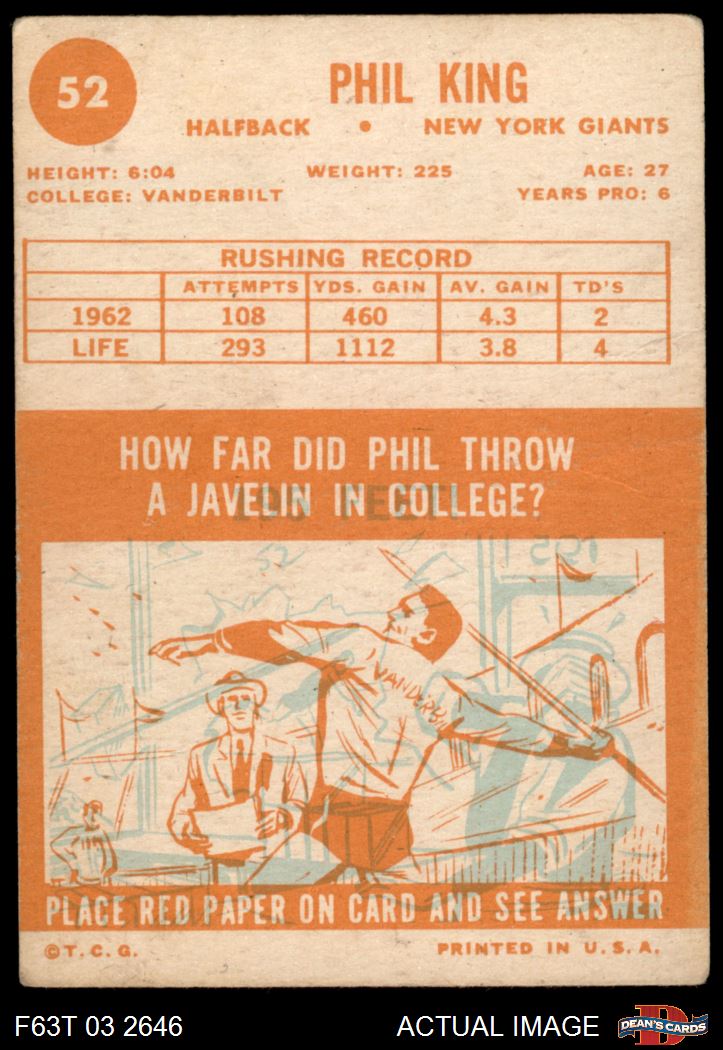 52
PHIL KING
HALFBACK • NEW YORK GIANTS
HEIGHT: 6:04 WEIGHT: 225 AGE: 27
COLLEGE: VANDERBILT YEARS PRO: 6
RUSHING RECORD
ATTEMPTS YDS. GAIN AV. GAIN TD'S
1962 108 460 4.3 2
LIFE 293 1112 3.8 4
HOW FAR DID PHIL THROW
A JAVELIN IN COLLEGE?
VANDERBI
PLACE RED PAPER ON CARD AND SEE ANSWER
©T.C.G. PRINTED IN U.S.A.
F63T 03 2646 ACTUAL IMAGE DEAN'S CARDS